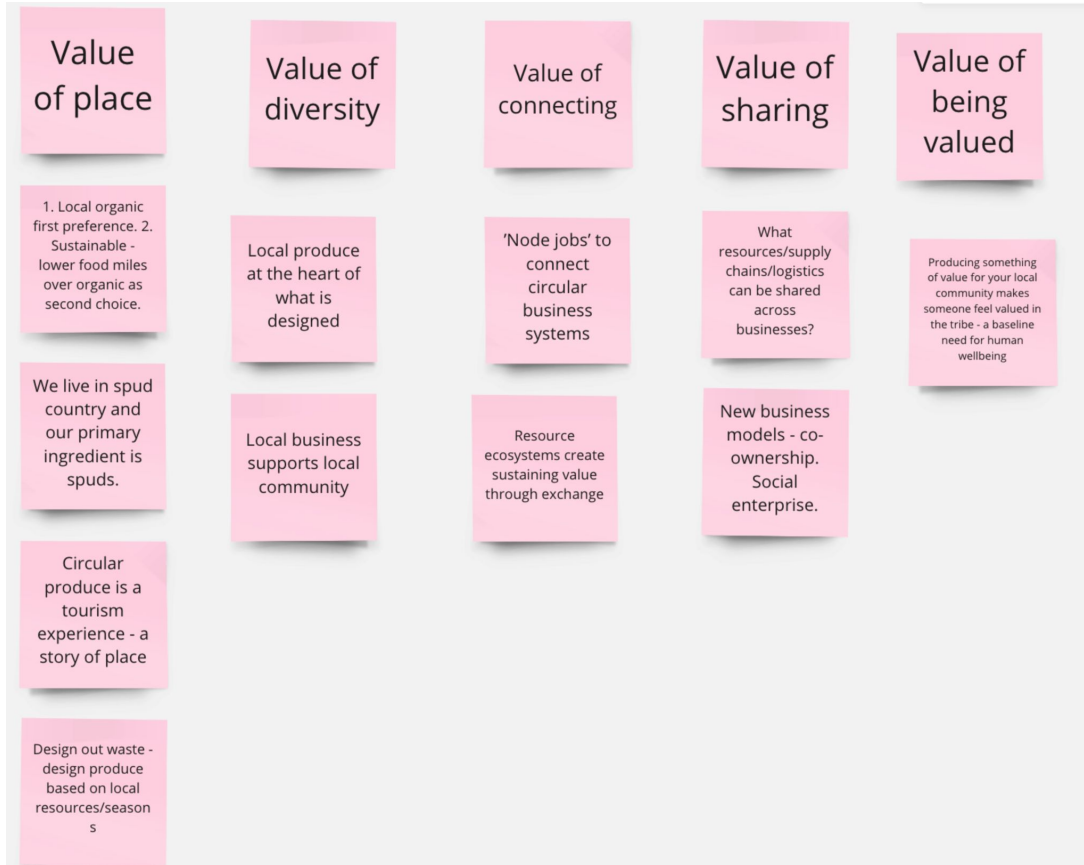 Value
of place
1. Local organic
first preference. 2.
Sustainable -
lower food miles
over organic as
second choice.
We live in spud
country and
our primary
ingredient is
spuds.
Circular
produce is a
tourism
experience - a
story of place
Design out waste -
design produce
based on local
resources/season
s
Value of
diversity
Local produce
at the heart of
what is
designed
Local business
supports local
community
Value of
connecting
'Node jobs' to
connect
circular
business
systems
Resource
ecosystems create
sustaining value
through exchange
Value of
sharing
What
resources/supply
chains/logistics
can be shared
across
businesses?
New business
models - co-
ownership.
Social
enterprise.
Value of
being
valued
Producing something
of value for your local
community makes
someone feel valued in
the tribe - a baseline
need for human
wellbeing